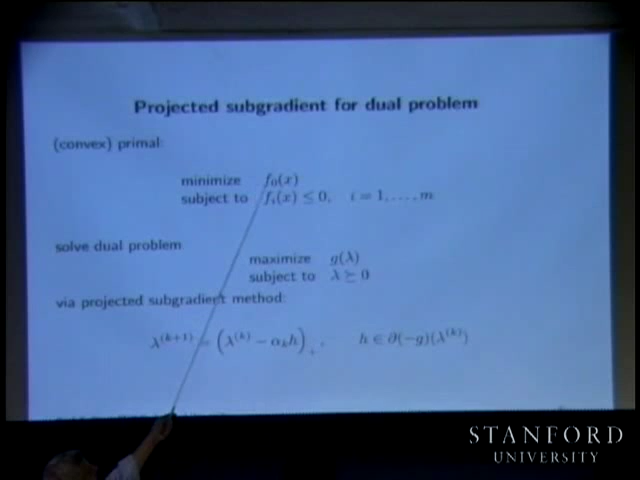 Projected subgradient for dual problem
(convex) primal:
minimize f₀(x)
subject to fᵢ(x) ≤ 0, i = 1, . . . , m
solve dual problem
maximize g(λ)
subject to λ ⪰ 0
via projected subgradient method:
λ⁽ᵏ⁺¹⁾ = (λ⁽ᵏ⁾ − αₖh)₊, h ∈ ∂(−g)(λ⁽ᵏ⁾)
STANFORD
UNIVERSITY